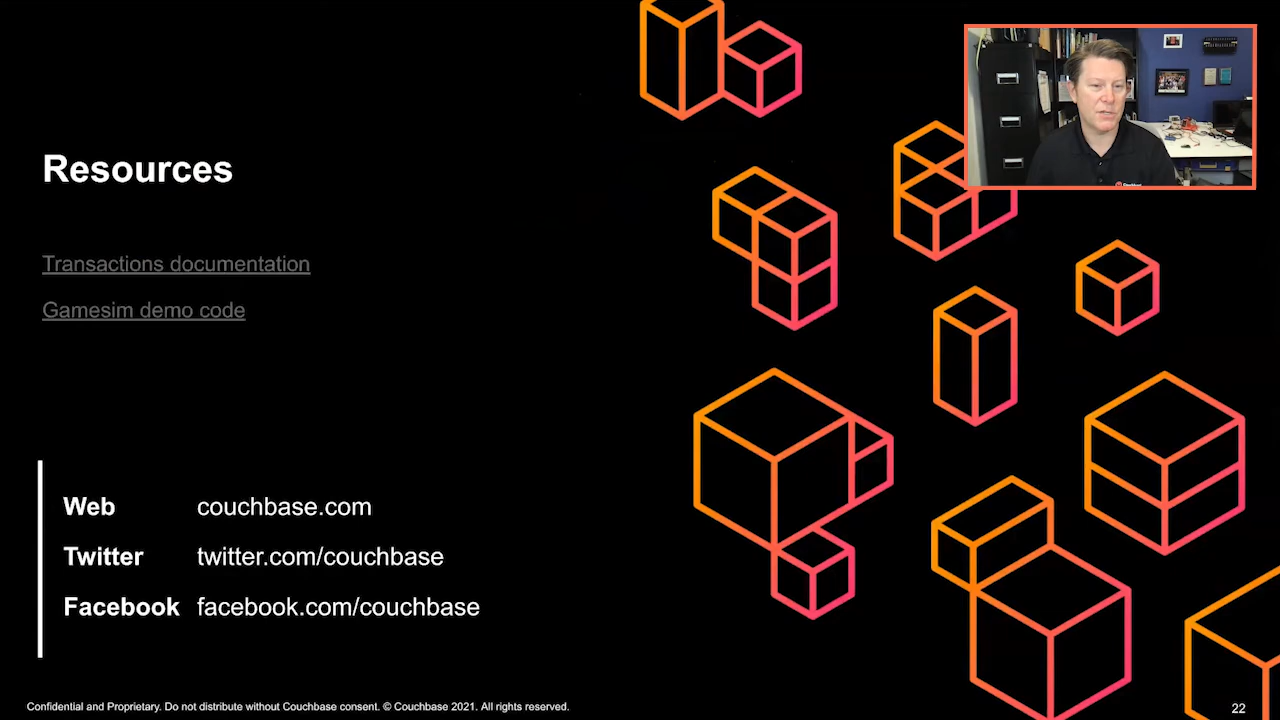 Resources
Transactions documentation
Gamesim demo code
Web couchbase.com
Twitter twitter.com/couchbase
Facebook facebook.com/couchbase
Confidential and Proprietary. Do not distribute without Couchbase consent. © Couchbase 2021. All rights reserved.
22